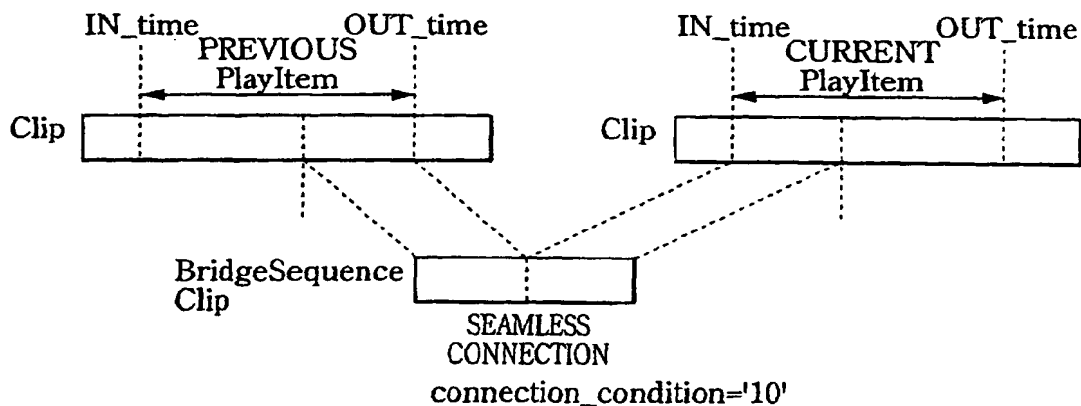 IN_time OUT_time IN_time OUT_time
PREVIOUS CURRENT
PlayItem PlayItem
Clip Clip
BridgeSequence
Clip
SEAMLESS
CONNECTION
connection_condition='10'